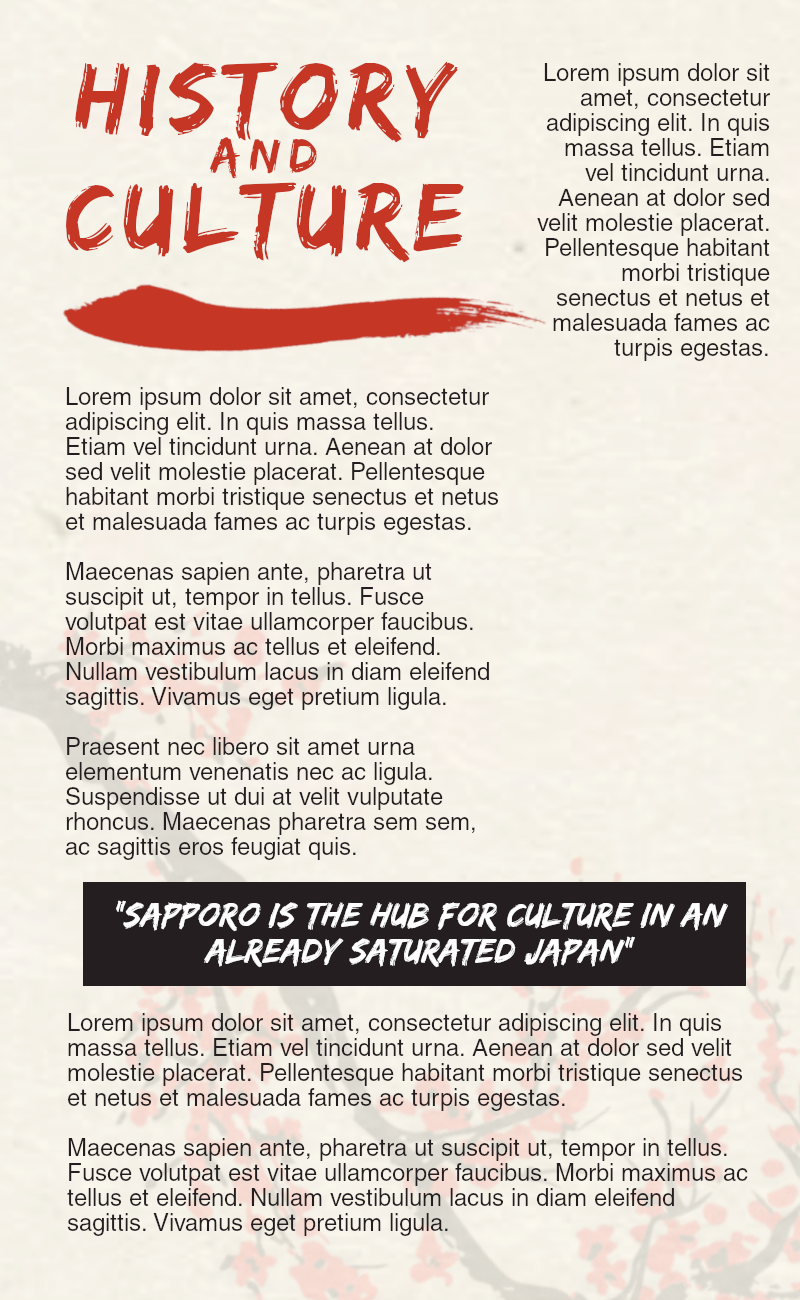 HISTORY
AND
CULTURE
Lorem ipsum dolor sit
amet, consectetur
adipiscing elit. In quis
massa tellus. Etiam
vel tincidunt urna.
Aenean at dolor sed
velit molestie placerat.
Pellentesque habitant
morbi tristique
senectus et netus et
malesuada fames ac
turpis egestas.
Lorem ipsum dolor sit amet, consectetur
adipiscing elit. In quis massa tellus.
Etiam vel tincidunt urna. Aenean at dolor
sed velit molestie placerat. Pellentesque
habitant morbi tristique senectus et netus
et malesuada fames ac turpis egestas.
Maecenas sapien ante, pharetra ut
suscipit ut, tempor in tellus. Fusce
volutpat est vitae ullamcorper faucibus.
Morbi maximus ac tellus et eleifend.
Nullam vestibulum lacus in diam eleifend
sagittis. Vivamus eget pretium ligula.
Praesent nec libero sit amet urna
elementum venenatis nec ac ligula.
Suspendisse ut dui at velit vulputate
rhoncus. Maecenas pharetra sem sem,
ac sagittis eros feugiat quis.
"SAPPORO IS THE HUB FOR CULTURE IN AN
ALREADY SATURATED JAPAN"
Lorem ipsum dolor sit amet, consectetur adipiscing elit. In quis
massa tellus. Etiam vel tincidunt urna. Aenean at dolor sed velit
molestie placerat. Pellentesque habitant morbi tristique senectus
et netus et malesuada fames ac turpis egestas.
Maecenas sapien ante, pharetra ut suscipit ut, tempor in tellus.
Fusce volutpat est vitae ullamcorper faucibus. Morbi maximus ac
tellus et eleifend. Nullam vestibulum lacus in diam eleifend
sagittis. Vivamus eget pretium ligula.